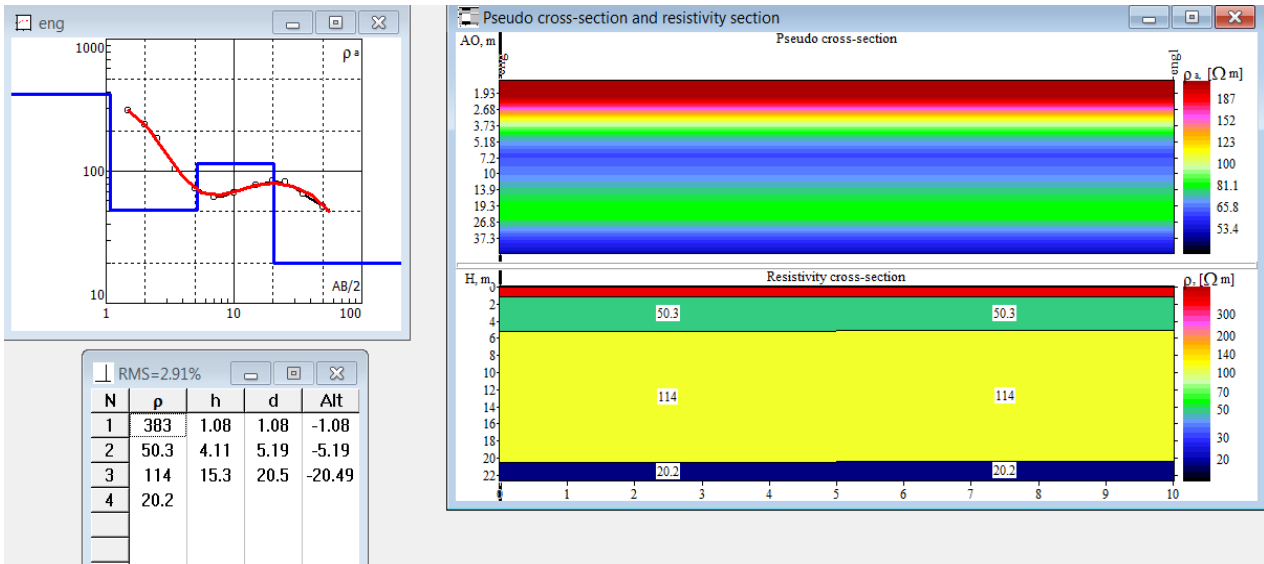 eng
1000
ρ a
100
10
AB/2
1
10
100
RMS=2.91%
N ρ h d Alt
1 383 1.08 1.08 -1.08
2 50.3 4.11 5.19 -5.19
3 114 15.3 20.5 -20.49
4 20.2
Pseudo cross-section and resistivity section
AO, m
Pseudo cross-section
eng1
ρ a, [Ω m]
1.93
2.68
3.73
5.18
7.2
10
13.9
19.3
26.8
37.3
187
152
123
100
81.1
65.8
53.4
H, m
Resistivity cross-section
ρ, [Ω m]
0
2
4
6
8
10
12
14
16
18
20
22
50.3 50.3
114 114
20.2 20.2
300
200
140
100
70
50
30
20
0 1 2 3 4 5 6 7 8 9 10